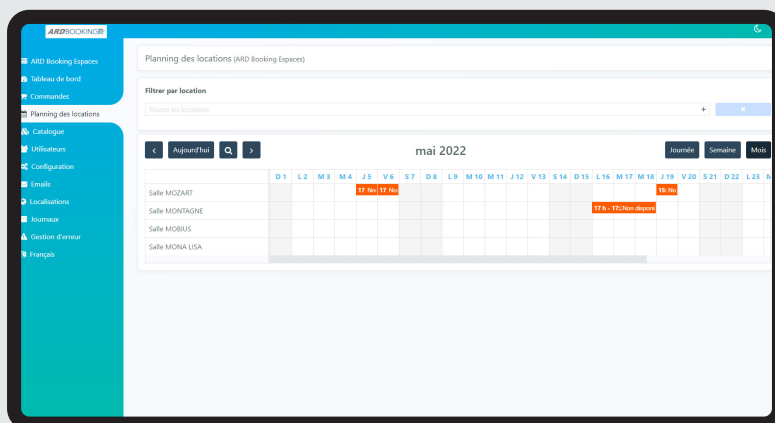 ARDBOOKING
ARD Booking Espaces
Tableau de bord
Commandes
Planning des locations
Catalogue
Utilisateurs
Configuration
Emails
Localisations
Journaux
Gestion d'erreur
Français
Planning des locations (ARD Booking Espaces)
Filtrer par location
Toutes les locations
Aujourd'hui
mai 2022
Journée Semaine Mois
D 1 L 2 M 3 M 4 J 5 V 6 S 7 D 8 L 9 M 10 M 11 J 12 V 13 S 14 D 15 L 16 M 17 M 18 J 19 V 20 S 21 D 22 L 23 M
Salle MOZART 17 No 17 No 15: No
Salle MONTAGNE 17 h - 17: Non disponi
Salle MOBIUS
Salle MONA LISA